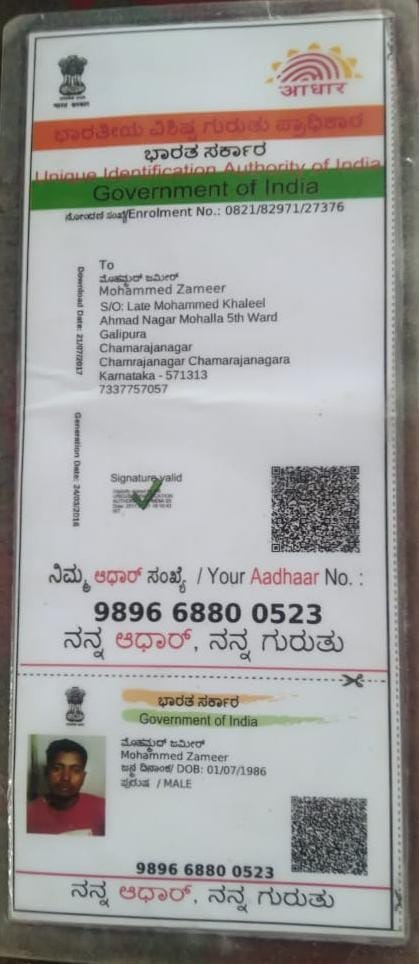 भारत सरकार
आधार
ಭಾರತೀಯ ವಿಶಿಷ್ಟ ಗುರುತು ಪ್ರಾಧಿಕಾರ
ಭಾರತ ಸರ್ಕಾರ
Unique Identification Authority of India
Government of India
ನೋಂದಣಿ ಸಂಖ್ಯೆ/Enrolment No.: 0821/82971/27376
Download Date: 21/07/2017
Generation Date: 24/03/2016
To
ಮೊಹಮ್ಮದ್ ಜಮೀರ್
Mohammed Zameer
S/O: Late Mohammed Khaleel
Ahmad Nagar Mohalla 5th Ward
Galipura
Chamarajanagar
Chamrajanagar Chamarajanagara
Karnataka - 571313
7337757057
Signature valid
ನಿಮ್ಮ ಆಧಾರ್ ಸಂಖ್ಯೆ / Your Aadhaar No. :
9896 6880 0523
ನನ್ನ ಆಧಾರ್, ನನ್ನ ಗುರುತು
ಭಾರತ ಸರ್ಕಾರ
Government of India
ಮೊಹಮ್ಮದ್ ಜಮೀರ್
Mohammed Zameer
ಜನ್ಮ ದಿನಾಂಕ/ DOB: 01/07/1986
ಪುರುಷ / MALE
9896 6880 0523
ನನ್ನ ಆಧಾರ್, ನನ್ನ ಗುರುತು